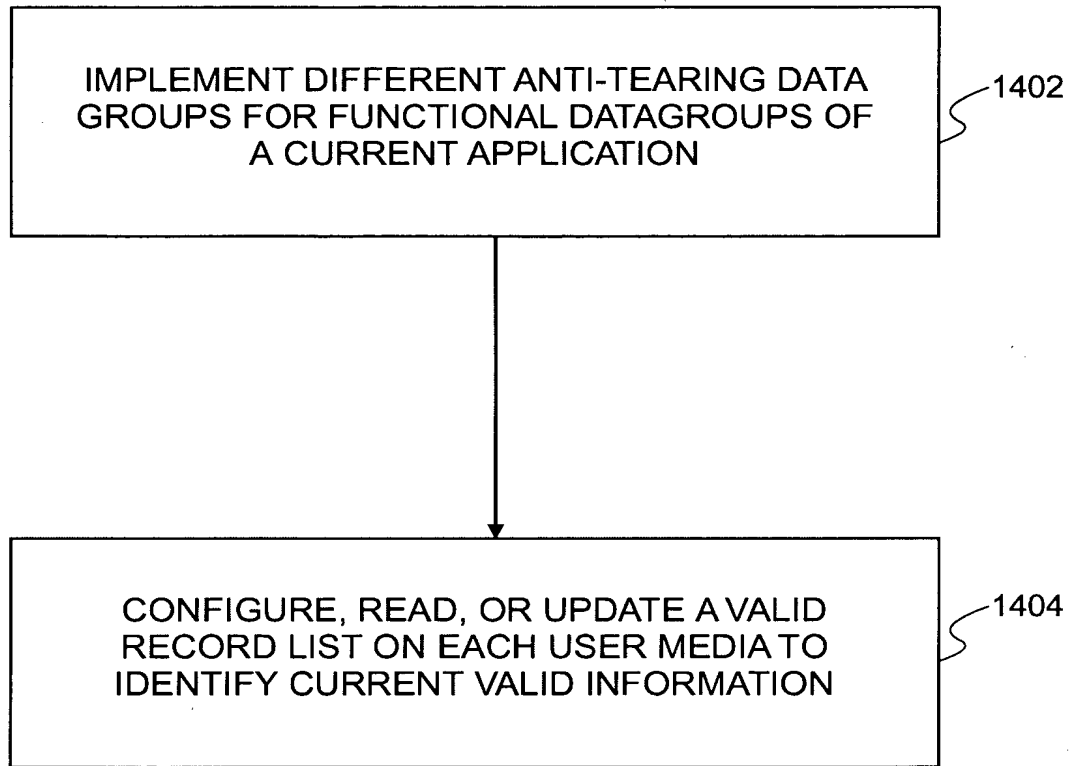 IMPLEMENT DIFFERENT ANTI-TEARING DATA
GROUPS FOR FUNCTIONAL DATAGROUPS OF
A CURRENT APPLICATION
1402
CONFIGURE, READ, OR UPDATE A VALID
RECORD LIST ON EACH USER MEDIA TO
IDENTIFY CURRENT VALID INFORMATION
1404